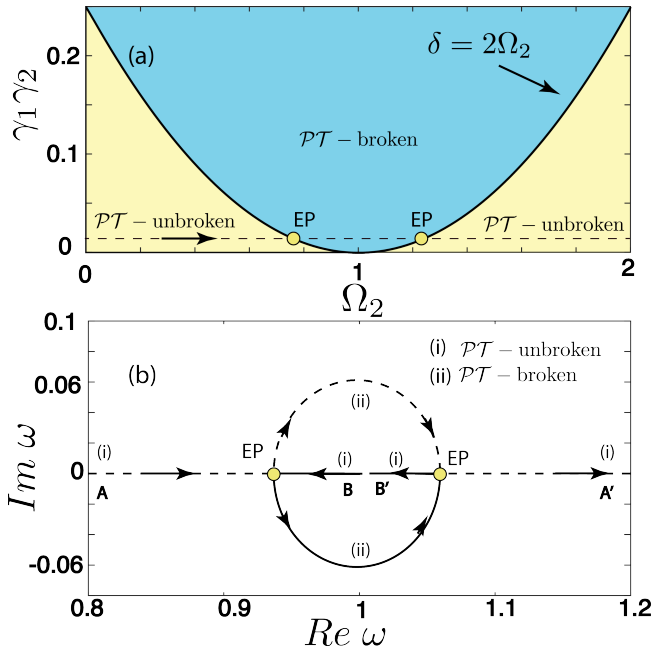 (a)
δ = 2Ω₂
γ₁γ₂
0.2
0.1
0
𝒫𝒯 − broken
𝒫𝒯 − unbroken
EP
EP
𝒫𝒯 − unbroken
0
1
2
Ω₂
(b)
(i) 𝒫𝒯 − unbroken
(ii) 𝒫𝒯 − broken
Im ω
0.1
0.06
0
-0.06
(ii)
(i)
A
EP
(i)
B
(i)
B'
EP
(i)
A'
(ii)
0.8
0.9
1
1.1
1.2
Re ω